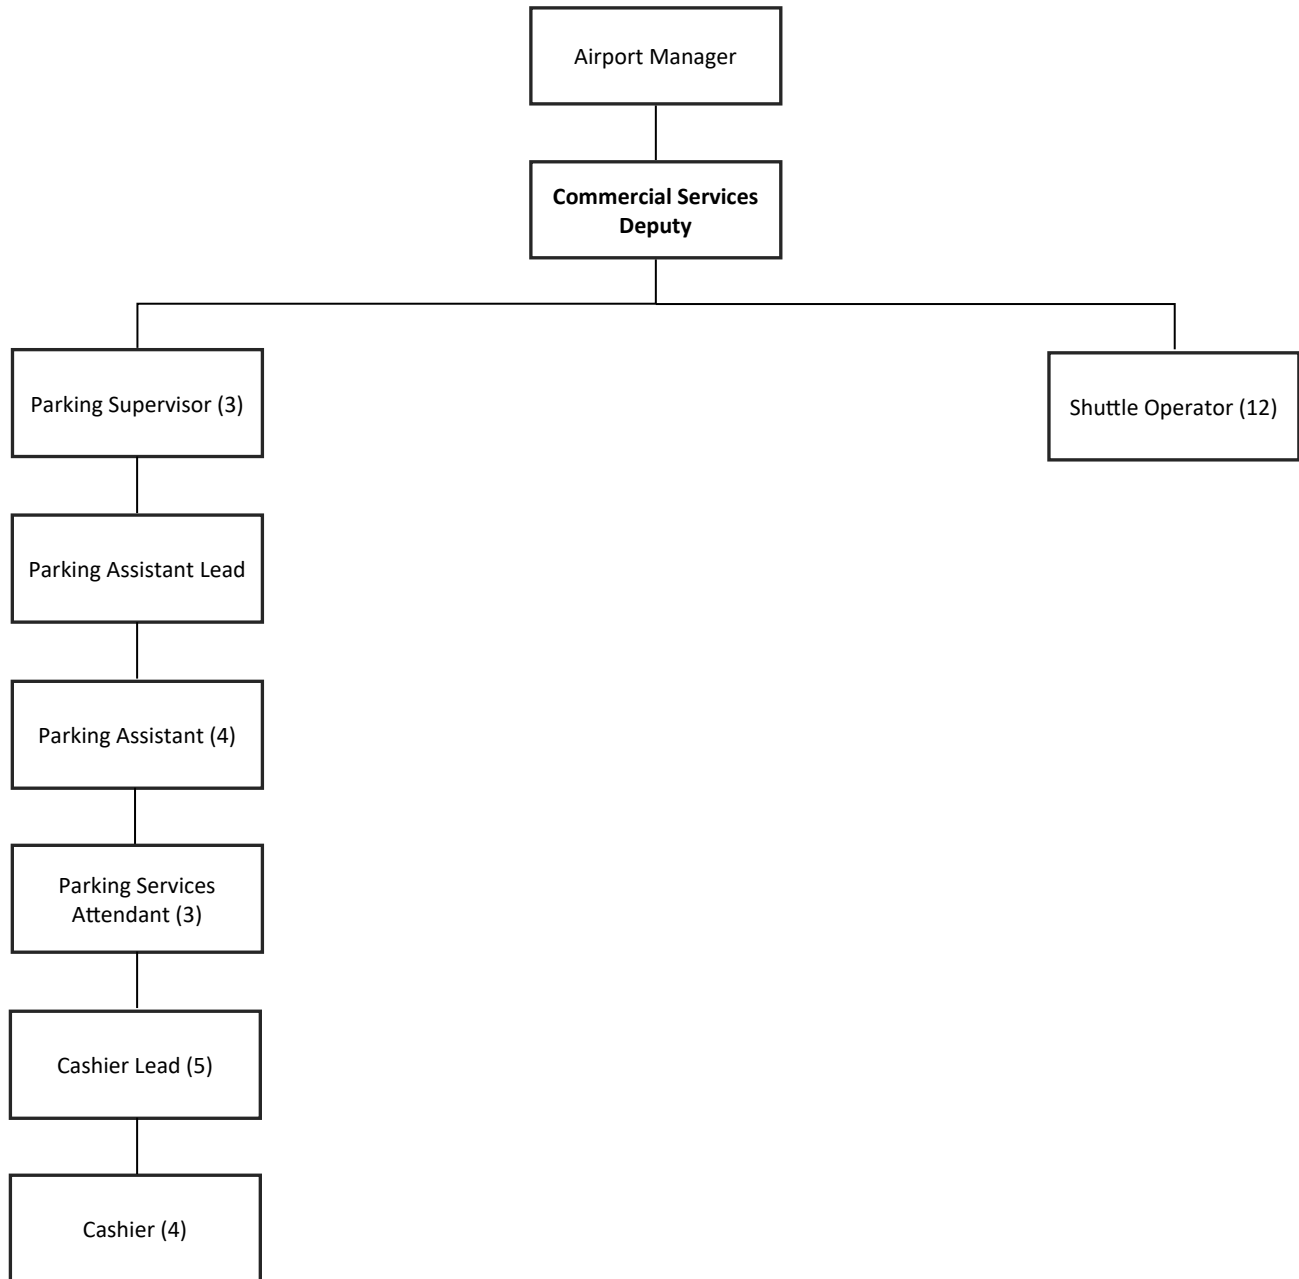 Airport Manager
Commercial Services
Deputy
Parking Supervisor (3)
Shuttle Operator (12)
Parking Assistant Lead
Parking Assistant (4)
Parking Services
Attendant (3)
Cashier Lead (5)
Cashier (4)